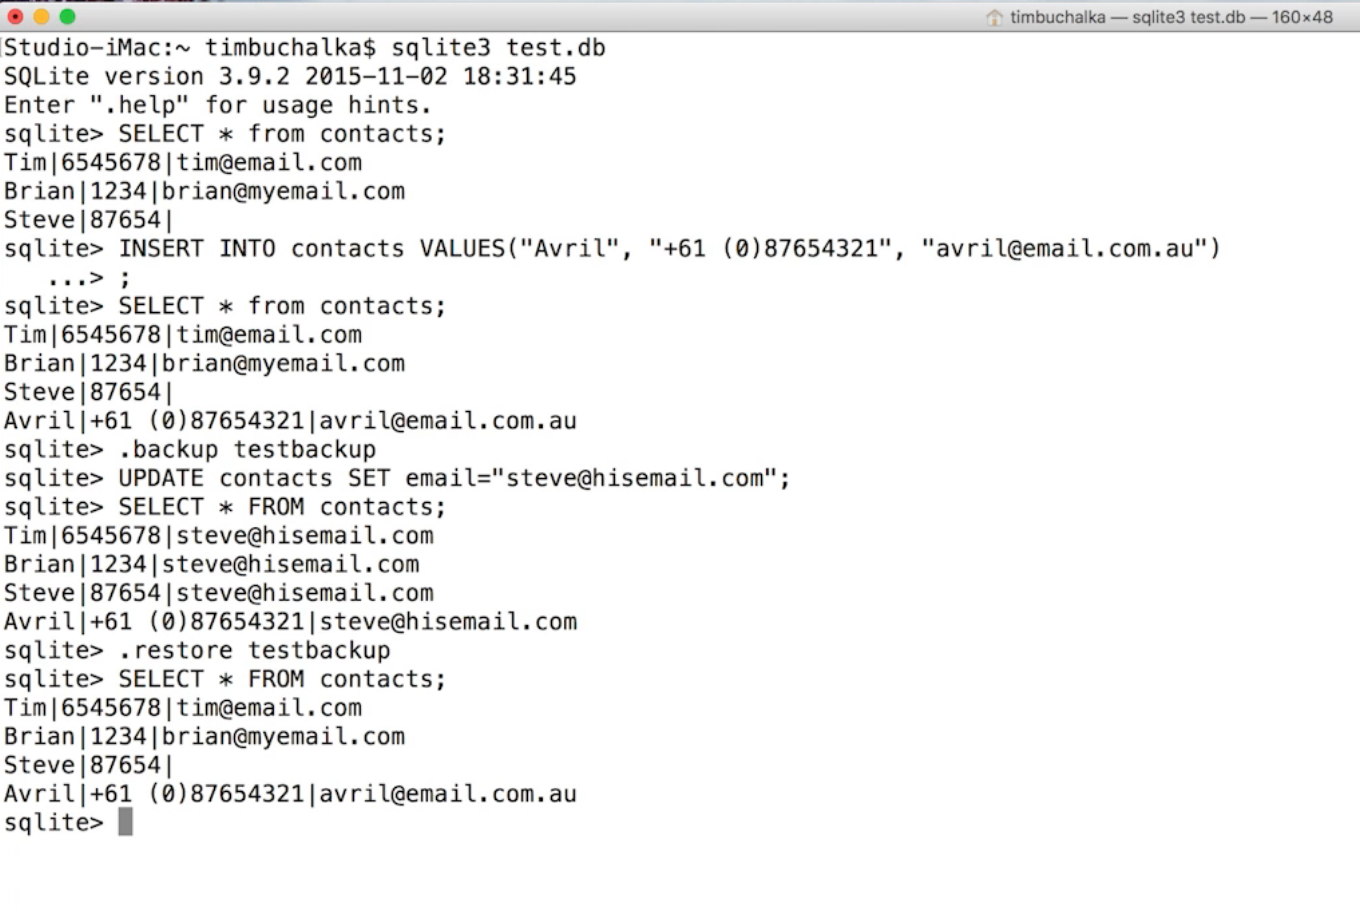 timbuchalka — sqlite3 test.db — 160×48
Studio-iMac:~ timbuchalka$ sqlite3 test.db
SQLite version 3.9.2 2015-11-02 18:31:45
Enter ".help" for usage hints.
sqlite> SELECT * from contacts;
Tim|6545678|tim@email.com
Brian|1234|brian@myemail.com
Steve|87654|
sqlite> INSERT INTO contacts VALUES("Avril", "+61 (0)87654321", "avril@email.com.au")
   ...> ;
sqlite> SELECT * from contacts;
Tim|6545678|tim@email.com
Brian|1234|brian@myemail.com
Steve|87654|
Avril|+61 (0)87654321|avril@email.com.au
sqlite> .backup testbackup
sqlite> UPDATE contacts SET email="steve@hisemail.com";
sqlite> SELECT * FROM contacts;
Tim|6545678|steve@hisemail.com
Brian|1234|steve@hisemail.com
Steve|87654|steve@hisemail.com
Avril|+61 (0)87654321|steve@hisemail.com
sqlite> .restore testbackup
sqlite> SELECT * FROM contacts;
Tim|6545678|tim@email.com
Brian|1234|brian@myemail.com
Steve|87654|
Avril|+61 (0)87654321|avril@email.com.au
sqlite>